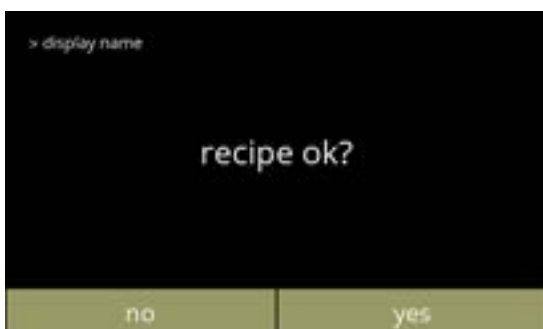 > display name
recipe ok?
no
yes